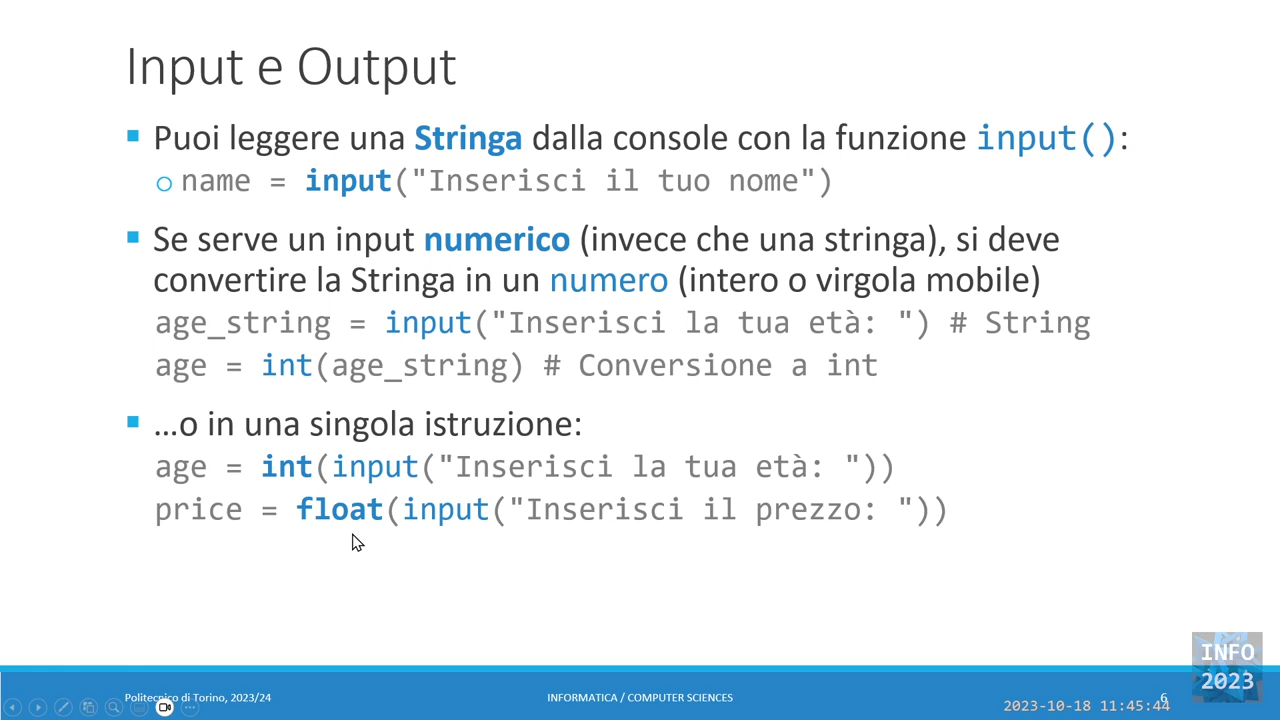 Input e Output
Puoi leggere una Stringa dalla console con la funzione input():
name = input("Inserisci il tuo nome")
Se serve un input numerico (invece che una stringa), si deve
convertire la Stringa in un numero (intero o virgola mobile)
age_string = input("Inserisci la tua età: ") # String
age = int(age_string) # Conversione a int
…o in una singola istruzione:
age = int(input("Inserisci la tua età: "))
price = float(input("Inserisci il prezzo: "))
INFO
2023
Politecnico di Torino, 2023/24
INFORMATICA / COMPUTER SCIENCES
6
2023-10-18 11:45:44